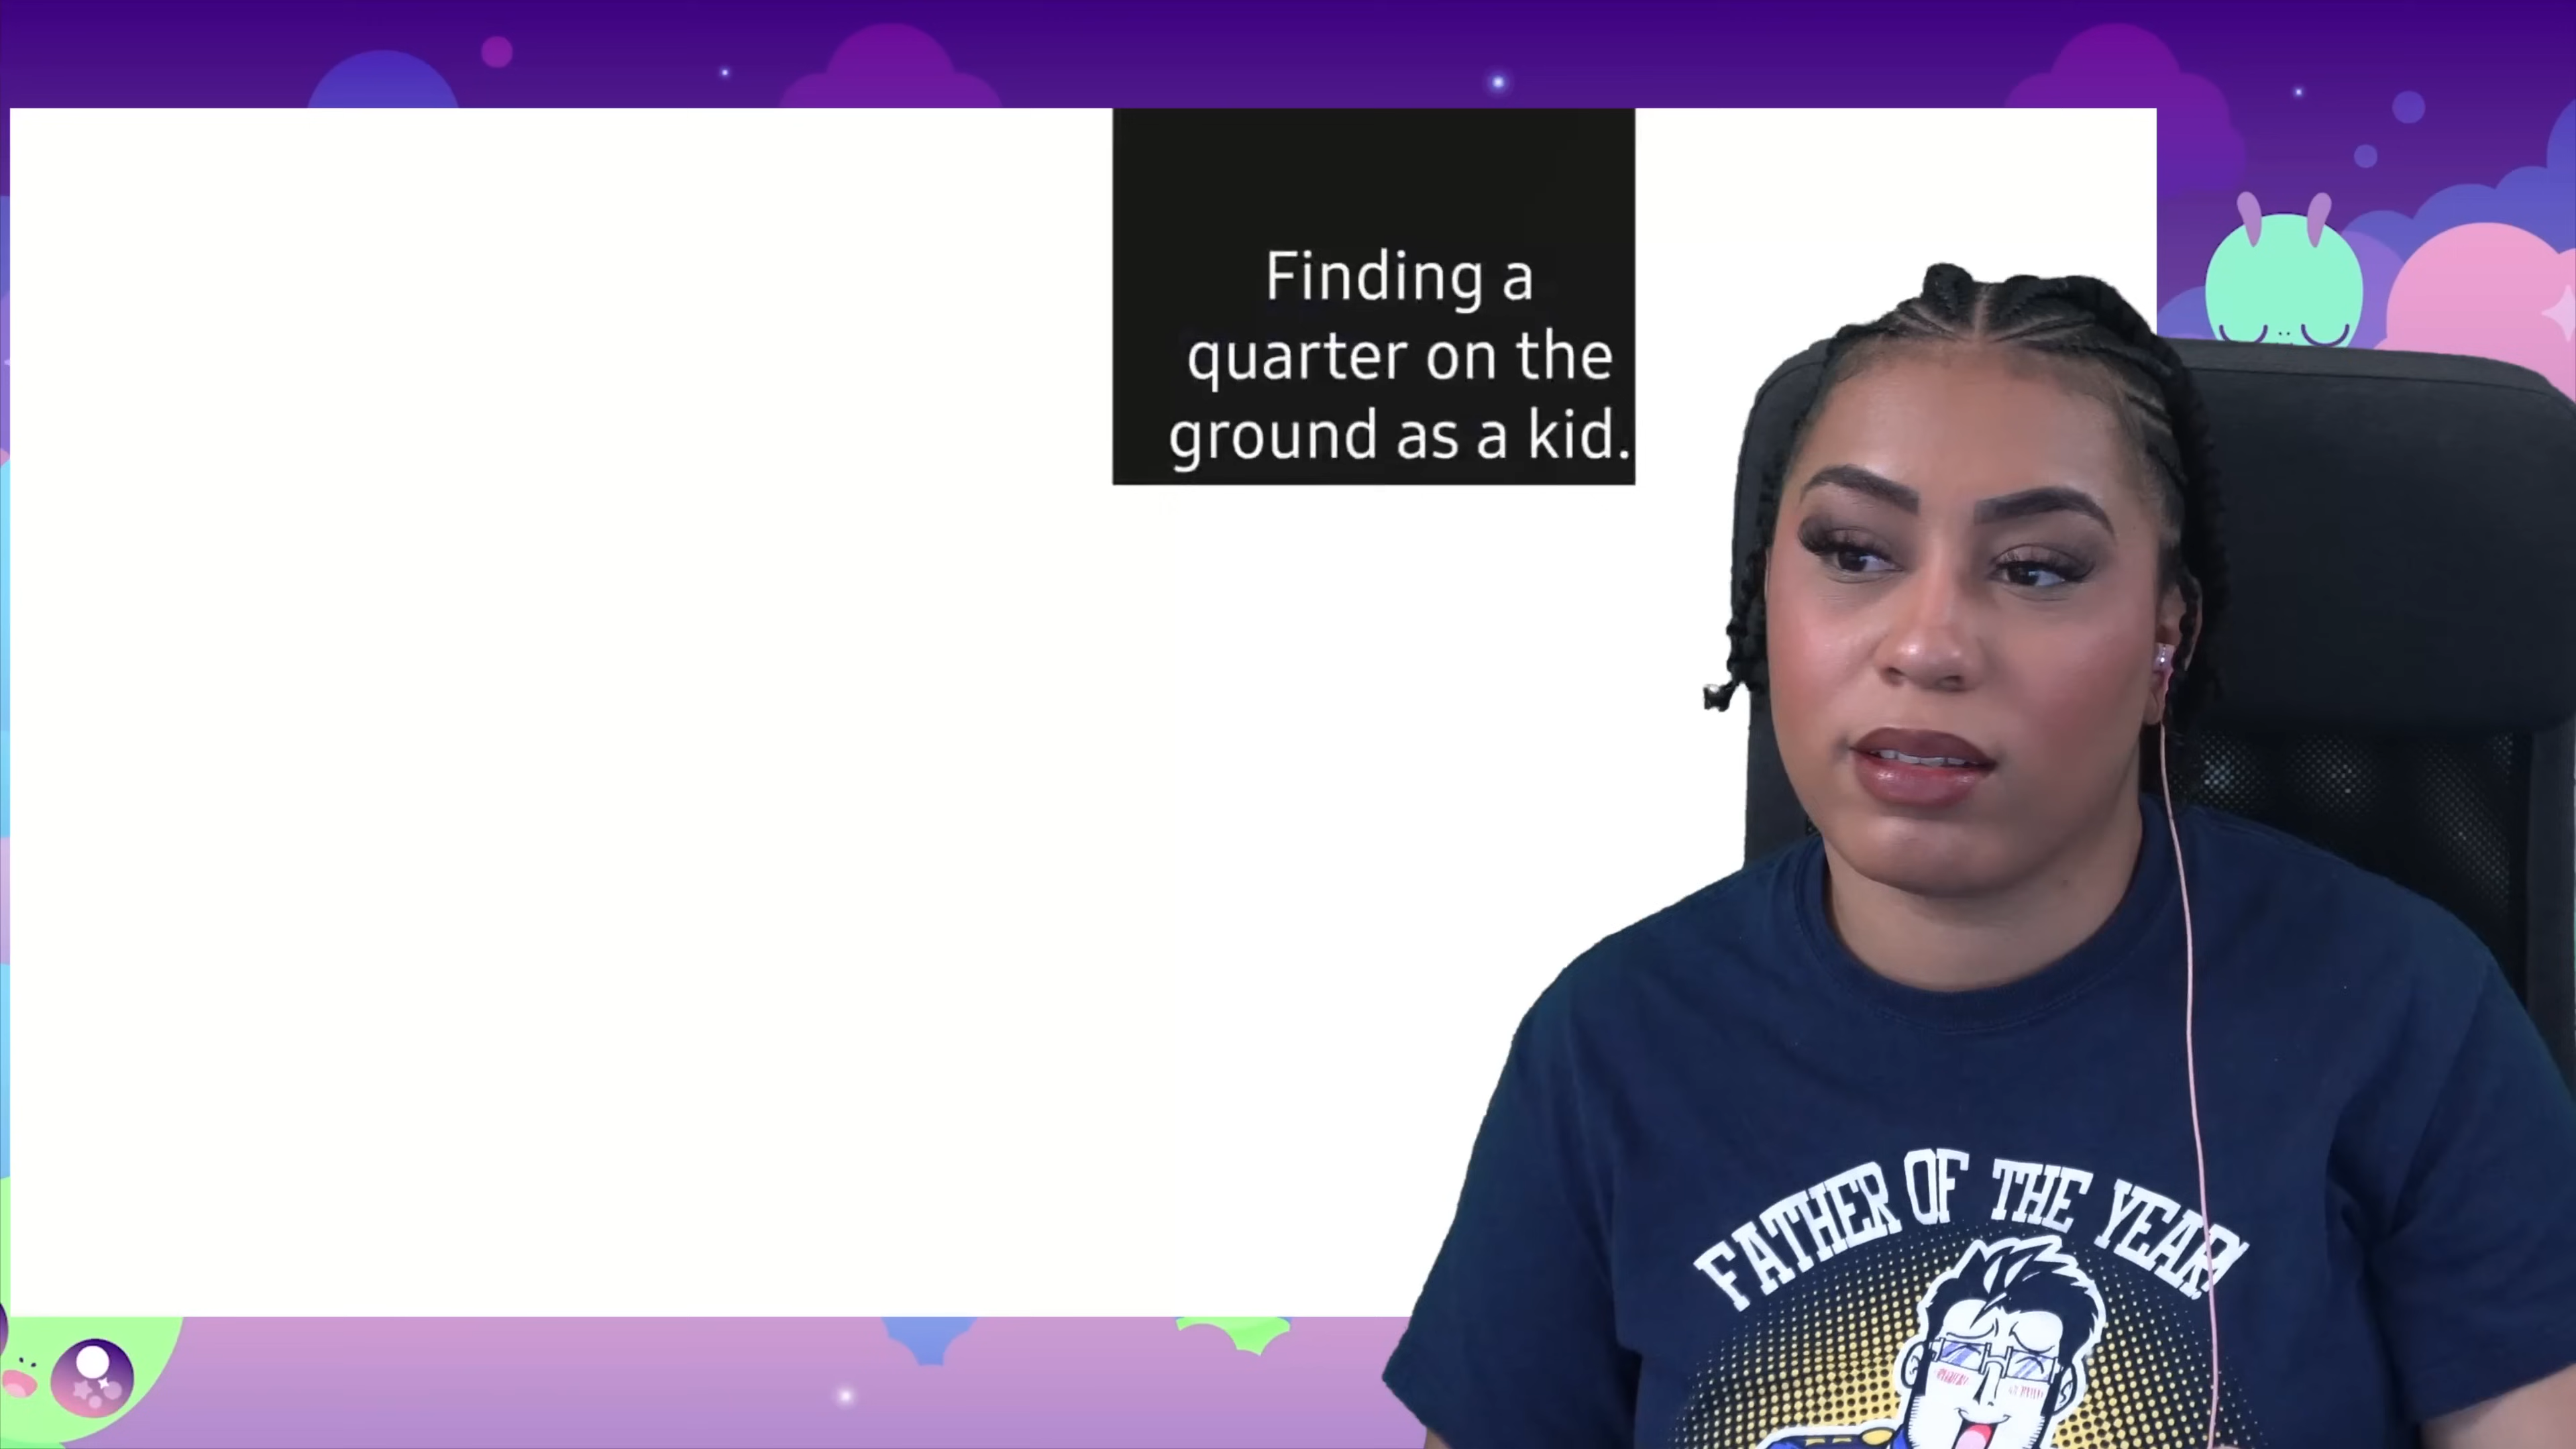 Finding a
quarter on the
ground as a kid.
FATHER OF THE YEAR!